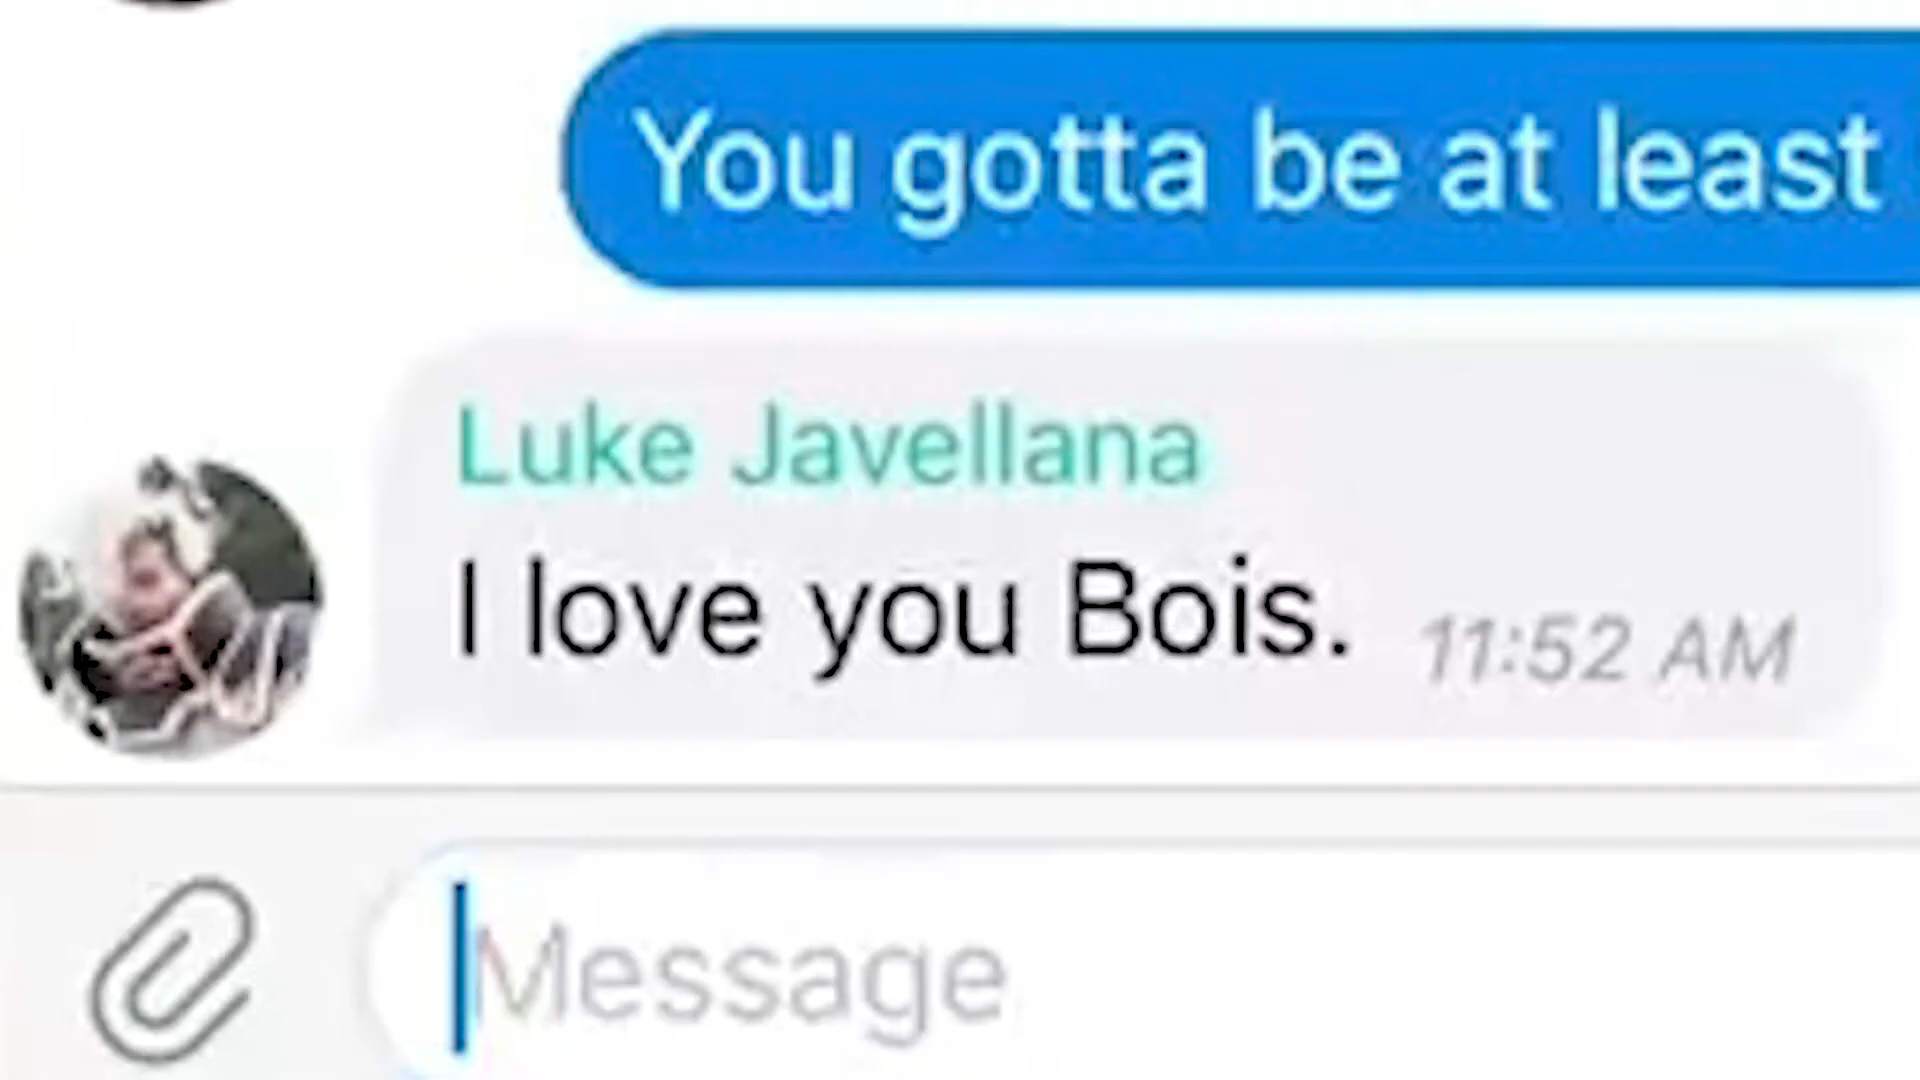 You gotta be at least
Luke Javellana
I love you Bois.
11:52 AM
Message